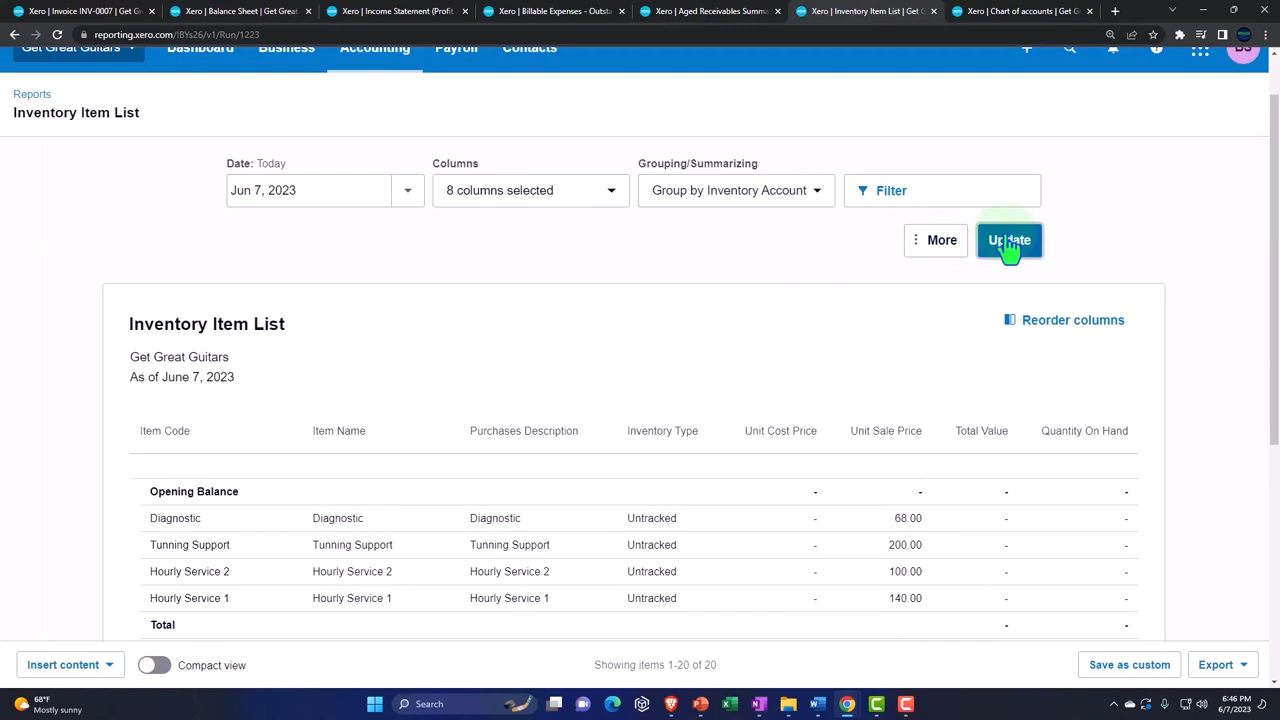 Xero | Invoice INV-0007 | Get G
Xero | Balance Sheet | Get Great
Xero | Income Statement (Profit
Xero | Billable Expenses - Outsta
Xero | Aged Receivables Summa
Xero | Inventory Item List | Get G
Xero | Chart of accounts | Get Gr
reporting.xero.com/!BYs26/v1/Run/1223
Get Great Guitars
Dashboard
Business
Accounting
Payroll
Contacts
Reports
Inventory Item List
Date: Today
Columns
Grouping/Summarizing
Jun 7, 2023
8 columns selected
Group by Inventory Account
Filter
More
Update
Inventory Item List
Reorder columns
Get Great Guitars
As of June 7, 2023
Item Code Item Name Purchases Description Inventory Type Unit Cost Price Unit Sale Price Total Value Quantity On Hand
Opening Balance - - - -
Diagnostic Diagnostic Diagnostic Untracked - 68.00 - -
Tunning Support Tunning Support Tunning Support Untracked - 200.00 - -
Hourly Service 2 Hourly Service 2 Hourly Service 2 Untracked - 100.00 - -
Hourly Service 1 Hourly Service 1 Hourly Service 1 Untracked - 140.00 - -
Total - -
Insert content
Compact view
Showing items 1-20 of 20
Save as custom
Export
68°F
Mostly sunny
Search
6:46 PM
6/7/2023